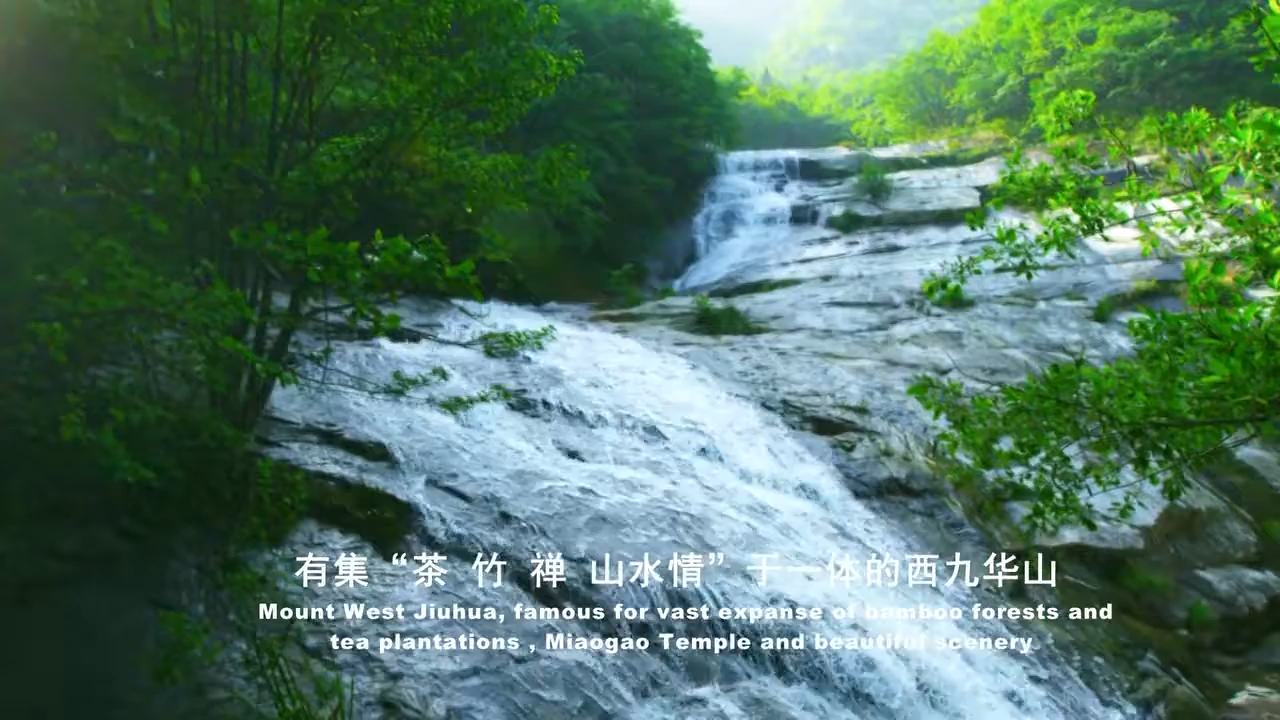 有集“茶 竹 禅 山水情”于一体的西九华山
Mount West Jiuhua, famous for vast expanse of bamboo forests and
tea plantations , Miaogao Temple and beautiful scenery